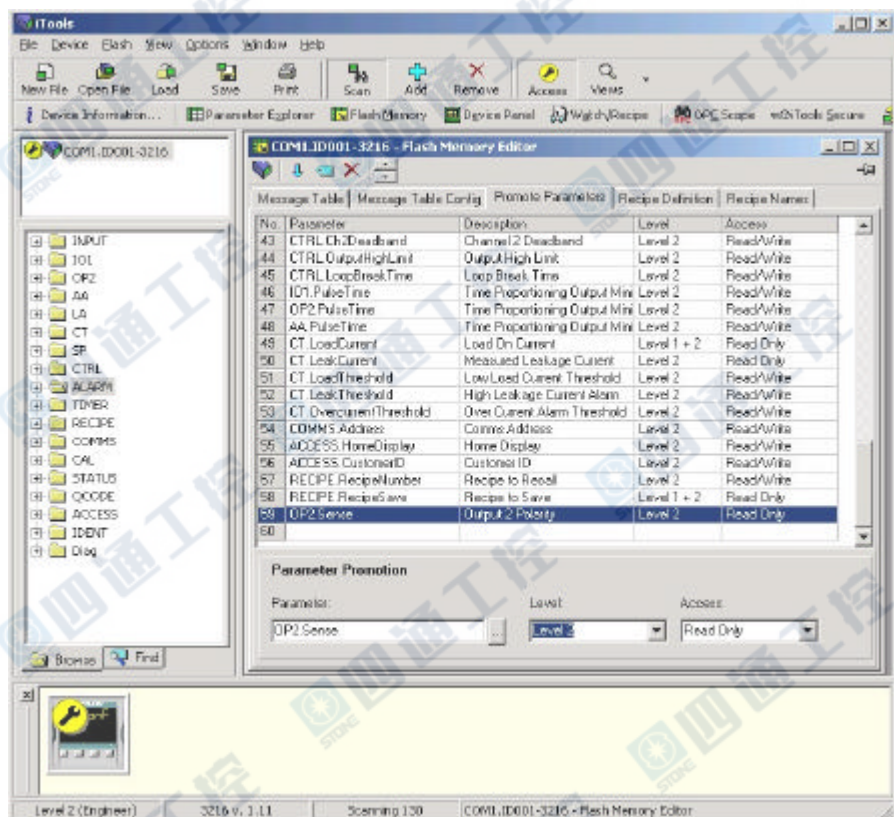 iTools
File Device Flash View Options Window Help
New File Open File Load Save Print Scan Add Remove Access Views
Device Information... Parameter Explorer Flash Memory Device Panel Watch/Recipe OPC Scope iTools Secure
COM1.ID001-3216
COM1.ID001-3216 - Flash Memory Editor
Message Table Message Table Config Promote Parameters Recipe Definition Recipe Names
No. Parameter Description Level Access
43 CTRL.Ch2Deadband Channel 2 Deadband Level 2 Read/Write
44 CTRL.OutputHighLimit Output High Limit Level 2 Read/Write
45 CTRL.LoopBreakTime Loop Break Time Level 2 Read/Write
46 IO1.PulseTime Time Proportioning Output Mini Level 2 Read/Write
47 OP2.PulseTime Time Proportioning Output Mini Level 2 Read/Write
48 AA.PulseTime Time Proportioning Output Mini Level 2 Read/Write
49 CT.LoadCurrent Load On Current Level 1 + 2 Read Only
50 CT.LeakCurrent Measured Leakage Current Level 2 Read Only
51 CT.LoadThreshold Low Load Current Threshold Level 2 Read/Write
52 CT.LeakThreshold High Leakage Current Alarm Level 2 Read/Write
53 CT.OvercurrentThreshold Over Current Alarm Threshold Level 2 Read/Write
54 COMMS.Address Comms Address Level 2 Read/Write
55 ACCESS.HomeDisplay Home Display Level 2 Read/Write
56 ACCESS.CustomerID Customer ID Level 2 Read/Write
57 RECIPE.RecipeNumber Recipe to Recall Level 2 Read/Write
58 RECIPE.RecipeSave Recipe to Save Level 1 + 2 Read Only
59 OP2.Sense Output 2 Polarity Level 2 Read Only
60
INPUT
IO1
OP2
AA
LA
CT
SP
CTRL
ALARM
TIMER
RECIPE
COMMS
CAL
STATUS
QCODE
ACCESS
IDENT
Diag
Browse Find
Parameter Promotion
Parameter: Level: Access:
OP2.Sense ... Level 2 Read Only
Level 2 (Engineer) 3216 v. 1.11 Scanning 130 COM1.ID001-3216 - Flash Memory Editor
四通工控
STONE